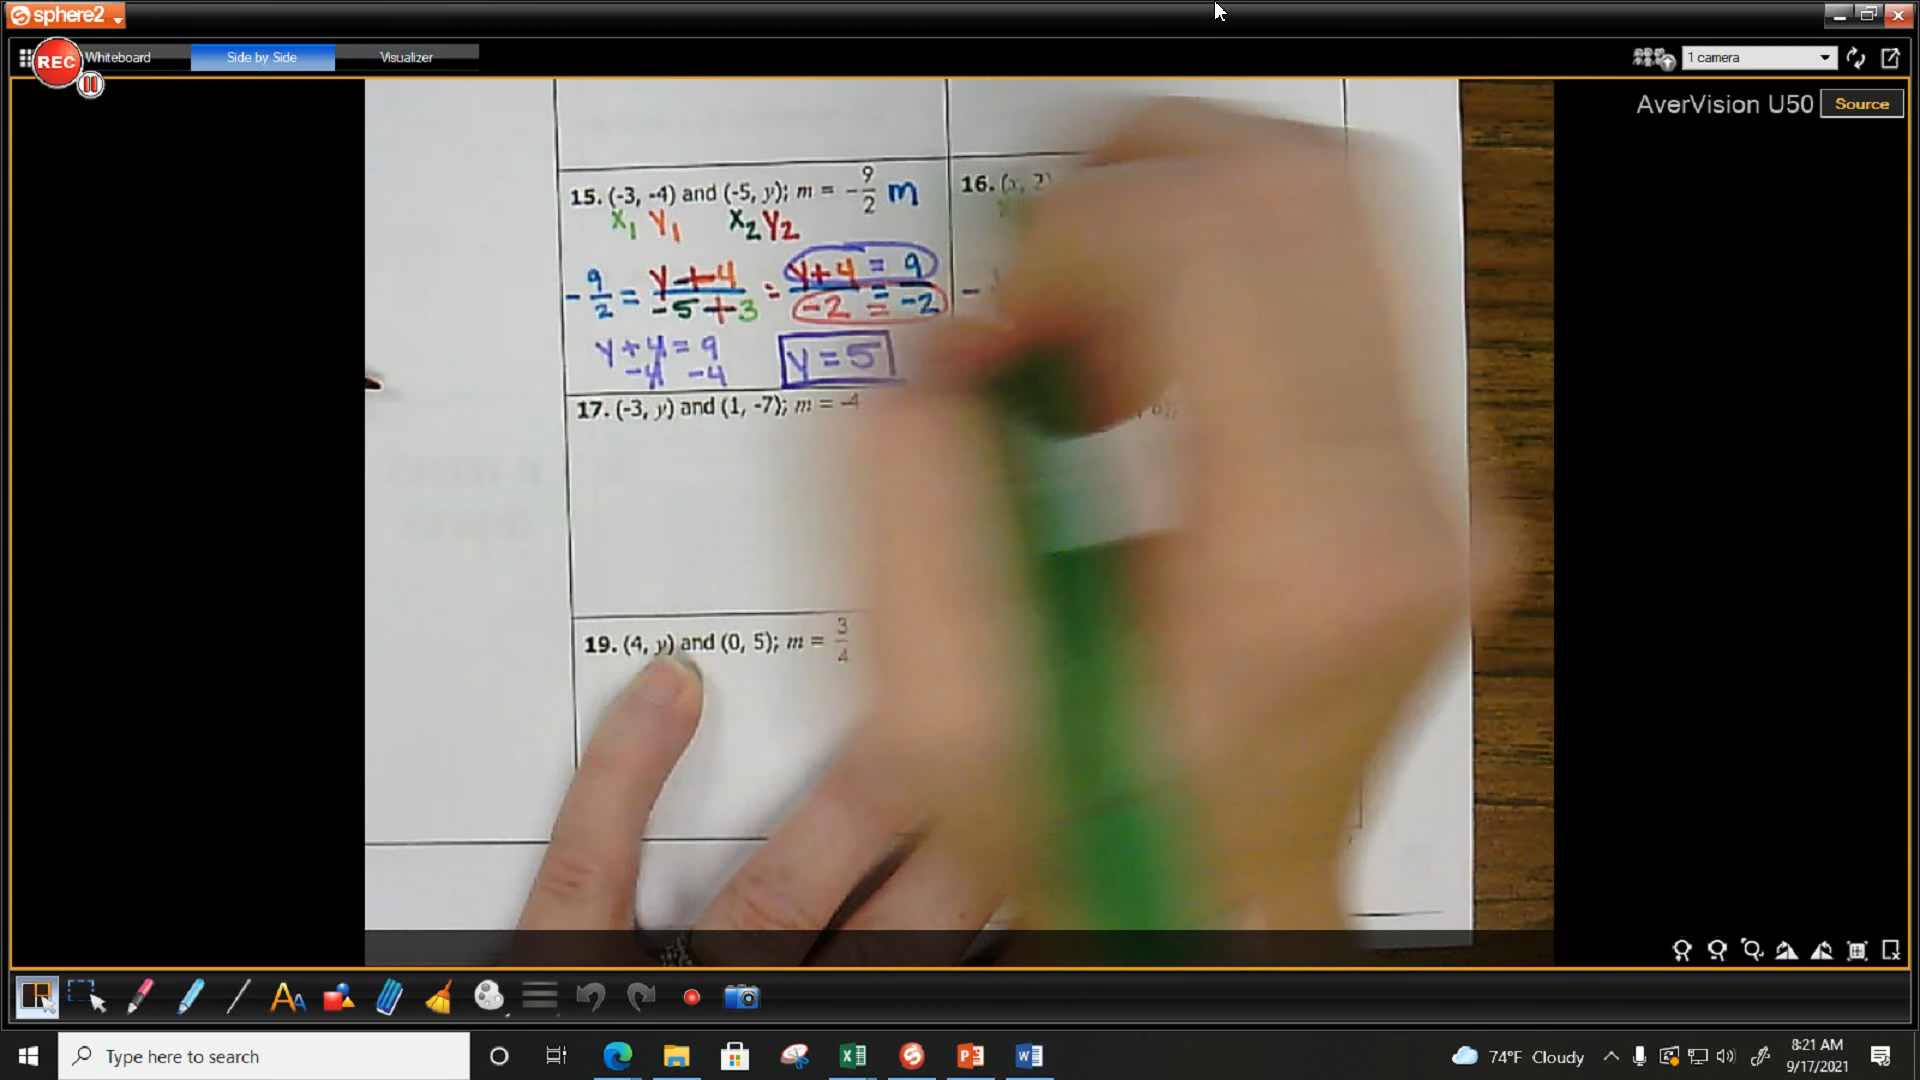 sphere2
REC
Whiteboard
Side by Side
Visualizer
1 camera
AverVision U50
Source
15. (-3, -4) and (-5, y); m = -9/2 m
x₁ y₁ x₂ y₂
-9/2 = y + 4/-5 + 3 = y + 4 = 9/-2 = -2
y + 4 = 9
-4 -4
y = 5
16. (x, 2)
17. (-3, y) and (1, -7); m = -4
19. (4, y) and (0, 5); m = 3/4
Type here to search
74°F Cloudy
8:21 AM
9/17/2021